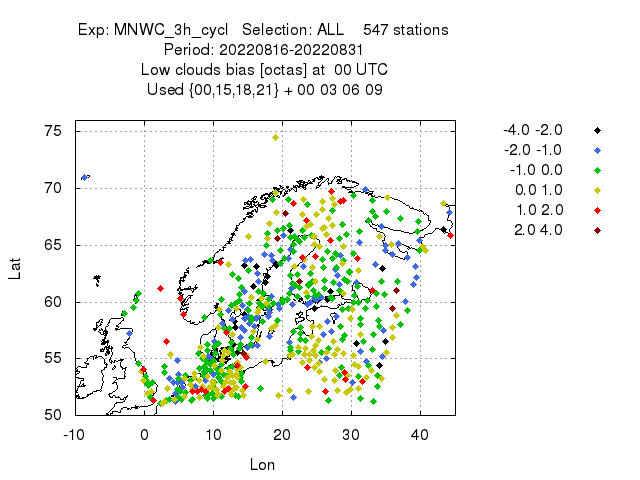 Exp: MNWC_3h_cycl   Selection: ALL    547 stations
Period: 20220816-20220831
Low clouds bias [octas] at  00 UTC
Used {00,15,18,21} + 00 03 06 09
-4.0 -2.0
-2.0 -1.0
-1.0 0.0
0.0 1.0
1.0 2.0
2.0 4.0
75
70
65
60
55
50
Lat
-10 0 10 20 30 40
Lon